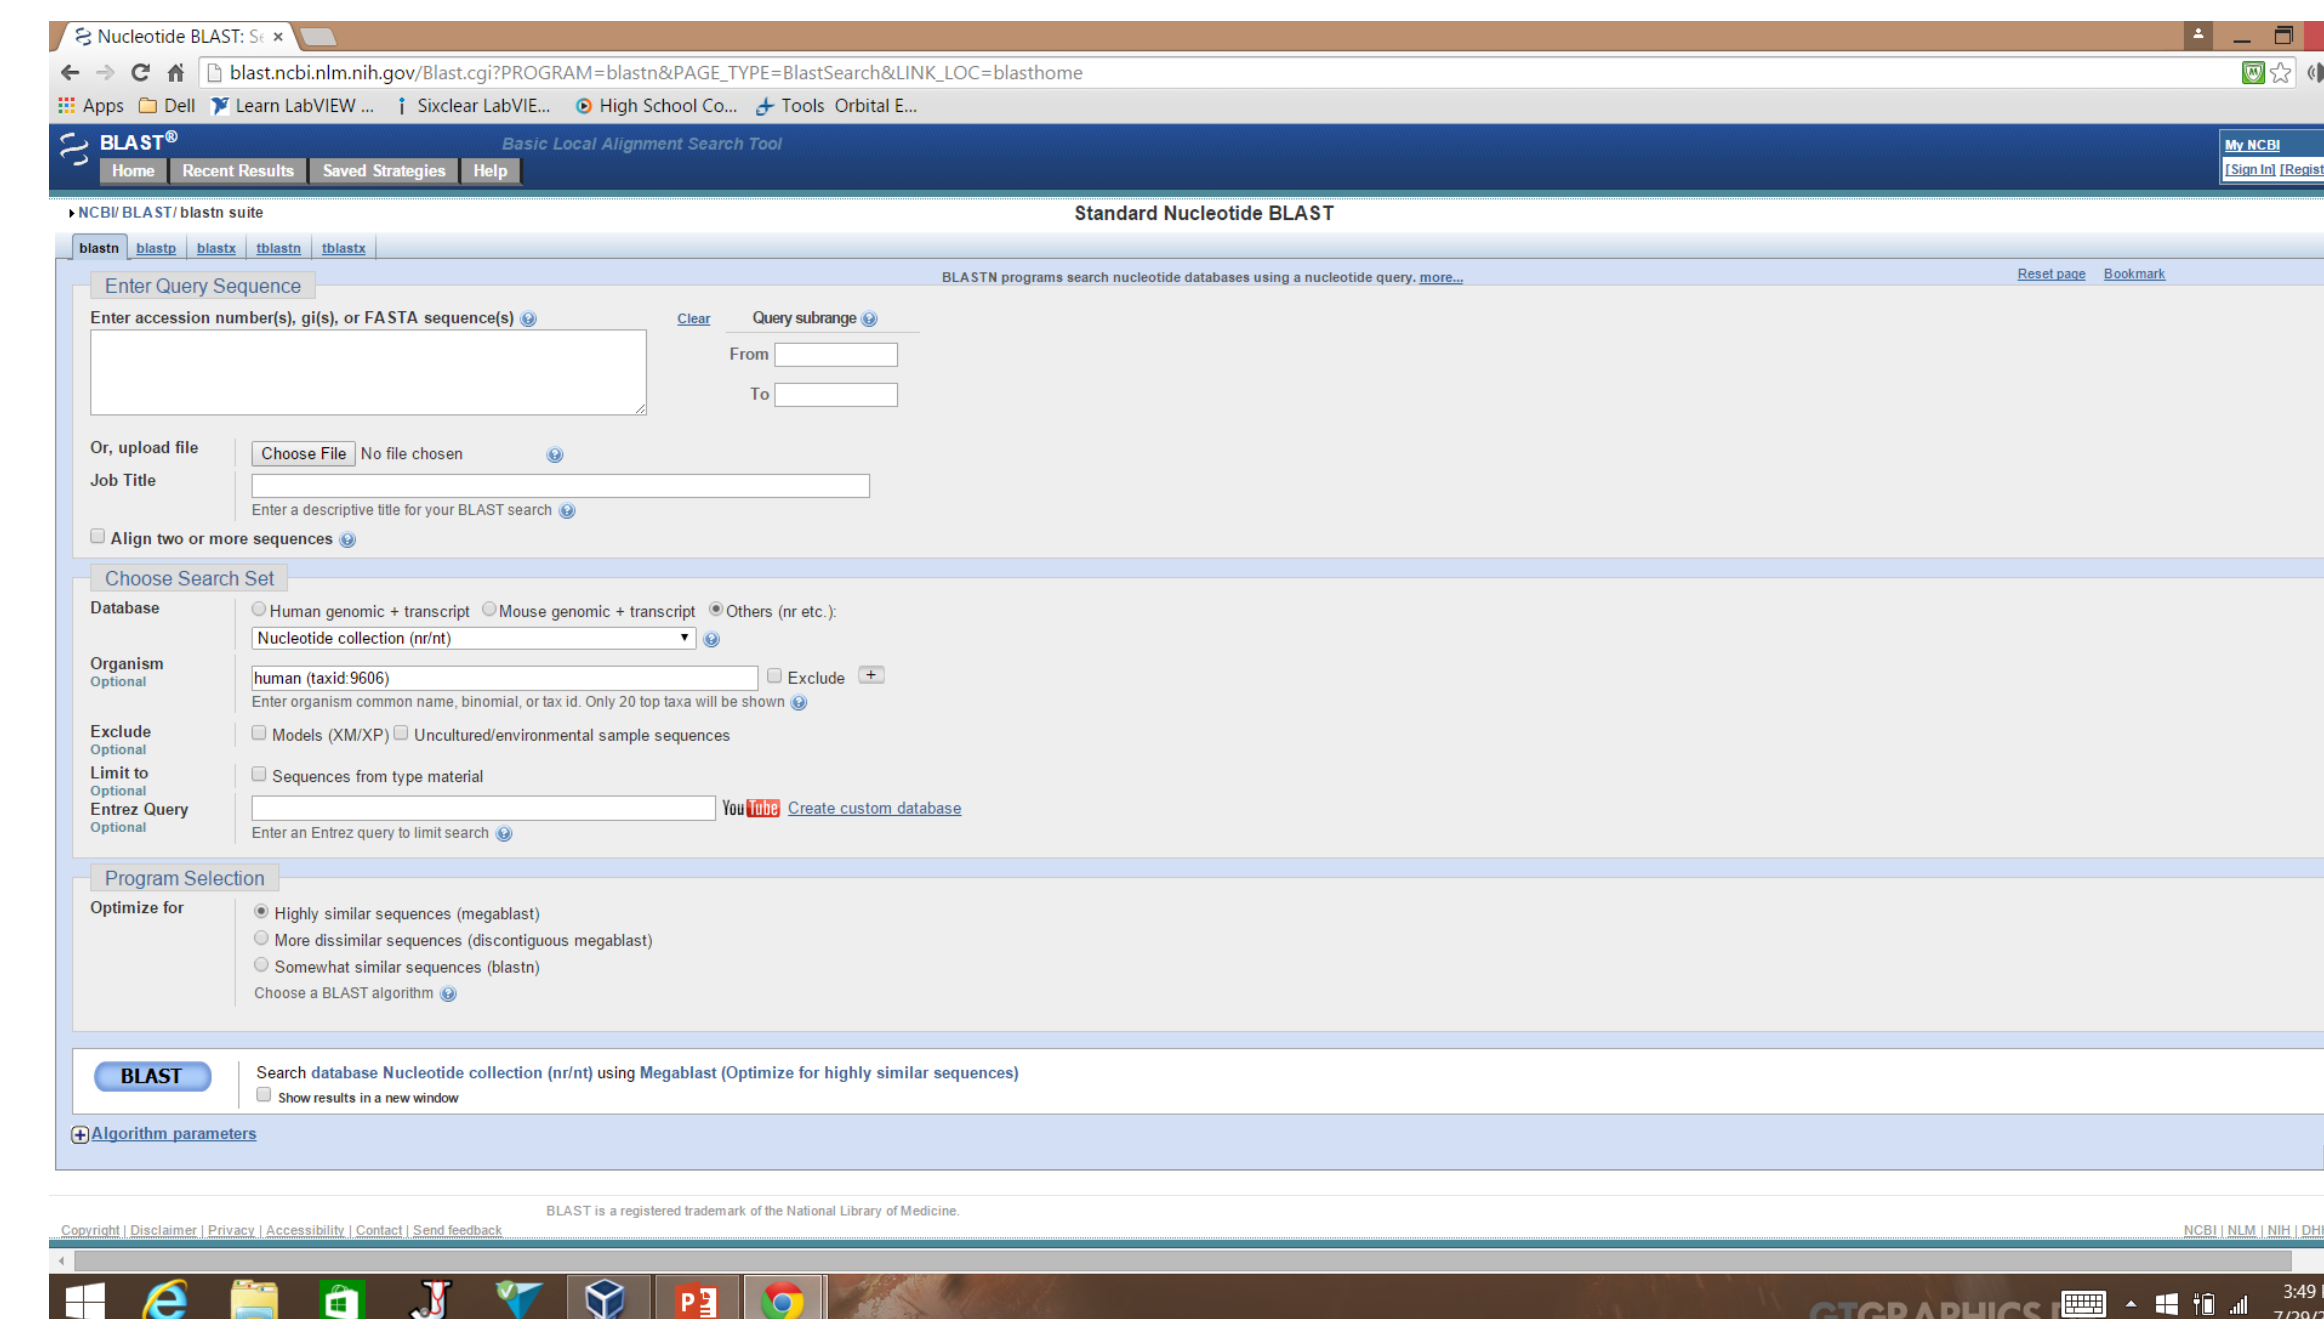 Nucleotide BLAST: Se ×
blast.ncbi.nlm.nih.gov/Blast.cgi?PROGRAM=blastn&PAGE_TYPE=BlastSearch&LINK_LOC=blasthome
Apps Dell Learn LabVIEW ... Sixclear LabVIE... High School Co... Tools Orbital E...
BLAST® Basic Local Alignment Search Tool My NCBI
Home Recent Results Saved Strategies Help [Sign In] [Regist
NCBI/ BLAST/ blastn suite Standard Nucleotide BLAST
blastn blastp blastx tblastn tblastx
Enter Query Sequence BLASTN programs search nucleotide databases using a nucleotide query. more... Reset page Bookmark
Enter accession number(s), gi(s), or FASTA sequence(s) Clear Query subrange
From
To
Or, upload file Choose File No file chosen
Job Title
Enter a descriptive title for your BLAST search
Align two or more sequences
Choose Search Set
Database Human genomic + transcript Mouse genomic + transcript Others (nr etc.):
Nucleotide collection (nr/nt)
Organism
Optional
human (taxid:9606) Exclude +
Enter organism common name, binomial, or tax id. Only 20 top taxa will be shown
Exclude
Optional
Models (XM/XP) Uncultured/environmental sample sequences
Limit to
Optional
Sequences from type material
Entrez Query
Optional
YouTube Create custom database
Enter an Entrez query to limit search
Program Selection
Optimize for Highly similar sequences (megablast)
More dissimilar sequences (discontiguous megablast)
Somewhat similar sequences (blastn)
Choose a BLAST algorithm
BLAST Search database Nucleotide collection (nr/nt) using Megablast (Optimize for highly similar sequences)
Show results in a new window
Algorithm parameters
BLAST is a registered trademark of the National Library of Medicine.
Copyright | Disclaimer | Privacy | Accessibility | Contact | Send feedback NCBI | NLM | NIH | DHH
GTGRAPHICS
3:49